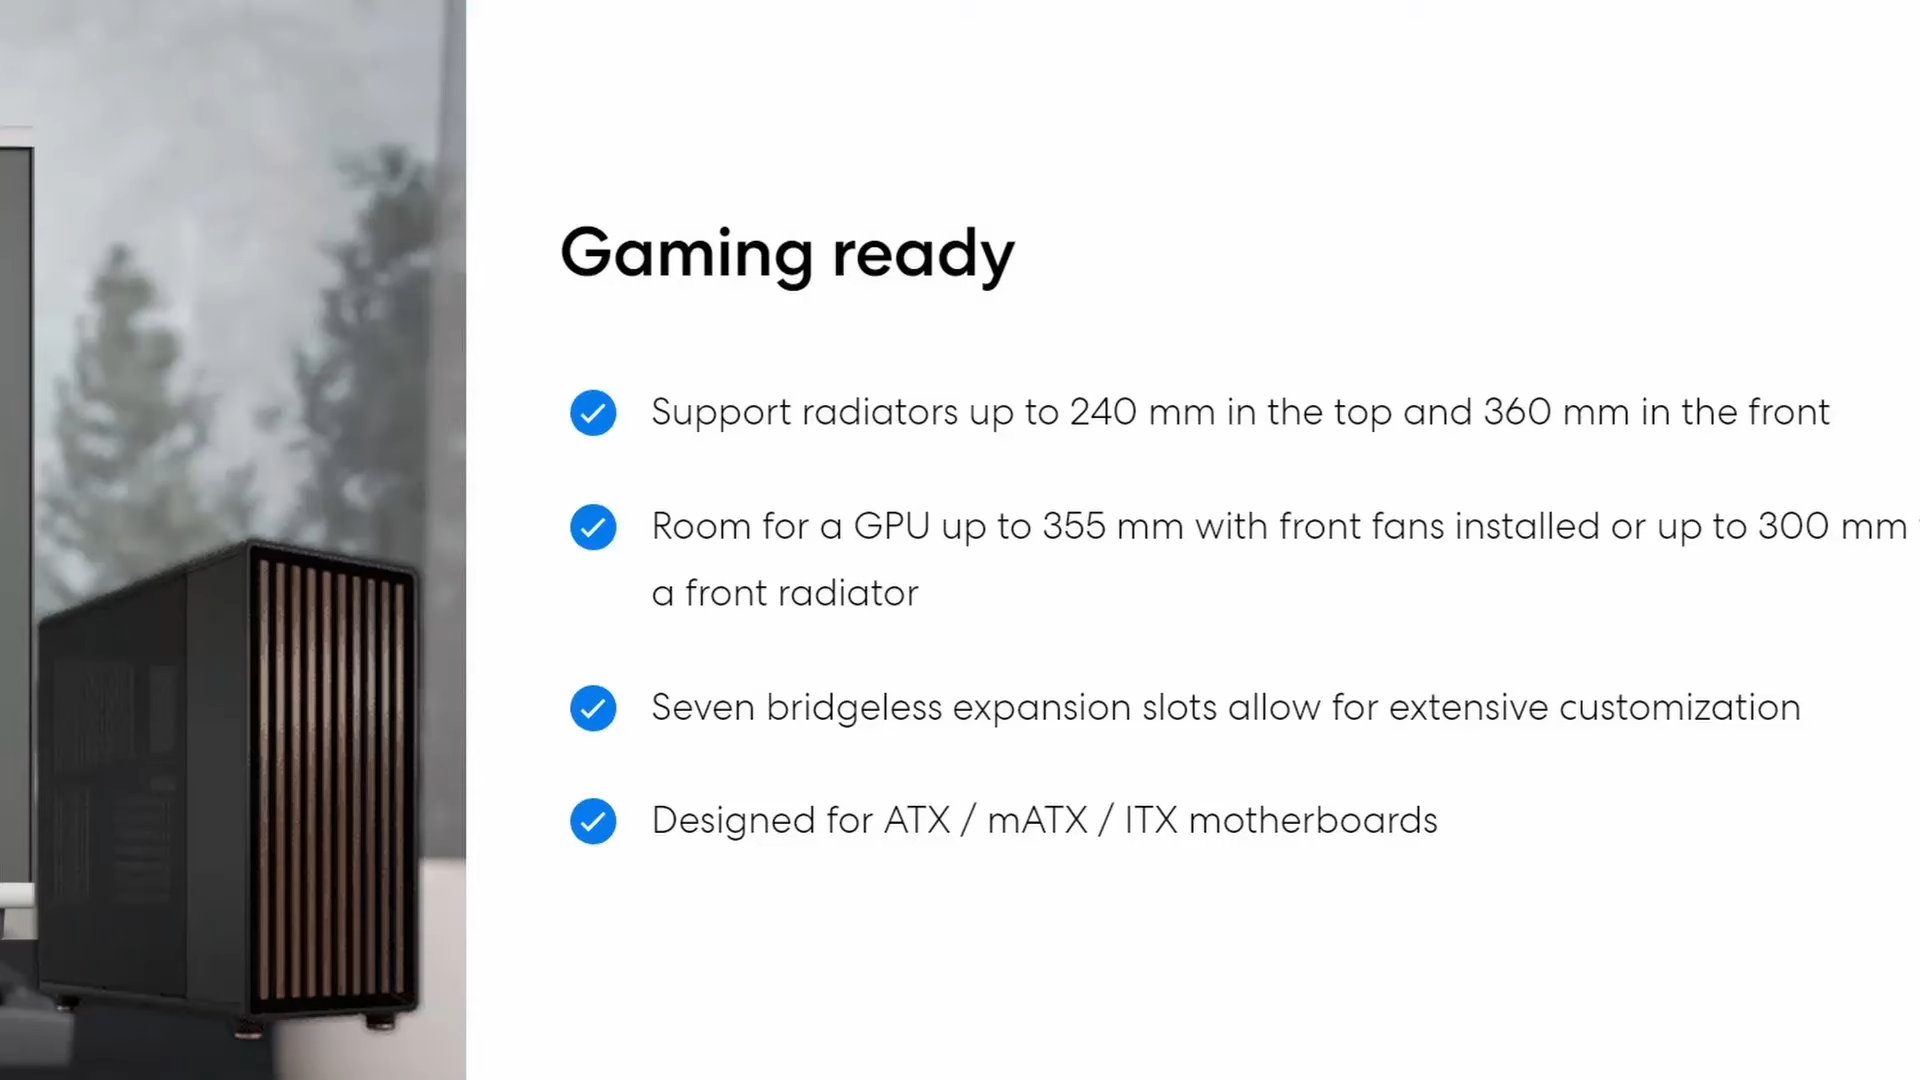 Gaming ready
Support radiators up to 240 mm in the top and 360 mm in the front
Room for a GPU up to 355 mm with front fans installed or up to 300 mm
a front radiator
Seven bridgeless expansion slots allow for extensive customization
Designed for ATX / mATX / ITX motherboards